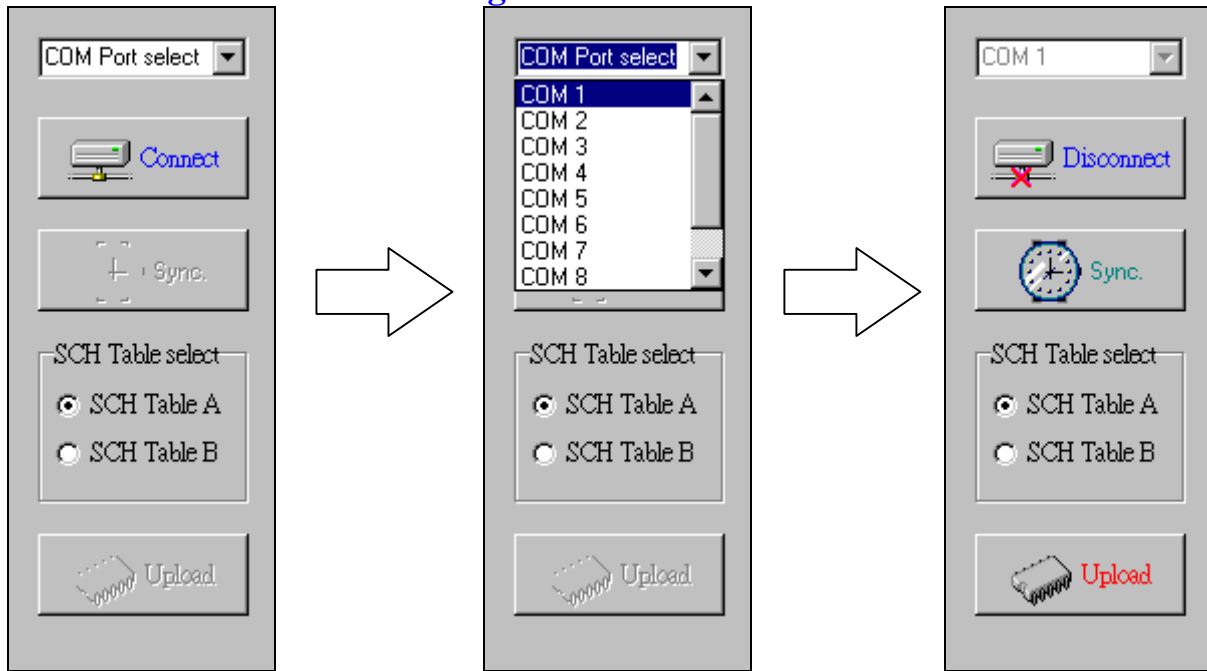 COM Port select
Connect
Sync.
SCH Table select
SCH Table A
SCH Table B
Upload
COM Port select
COM 1
COM 2
COM 3
COM 4
COM 5
COM 6
COM 7
COM 8
SCH Table select
SCH Table A
SCH Table B
Upload
COM 1
Disconnect
Sync.
SCH Table select
SCH Table A
SCH Table B
Upload